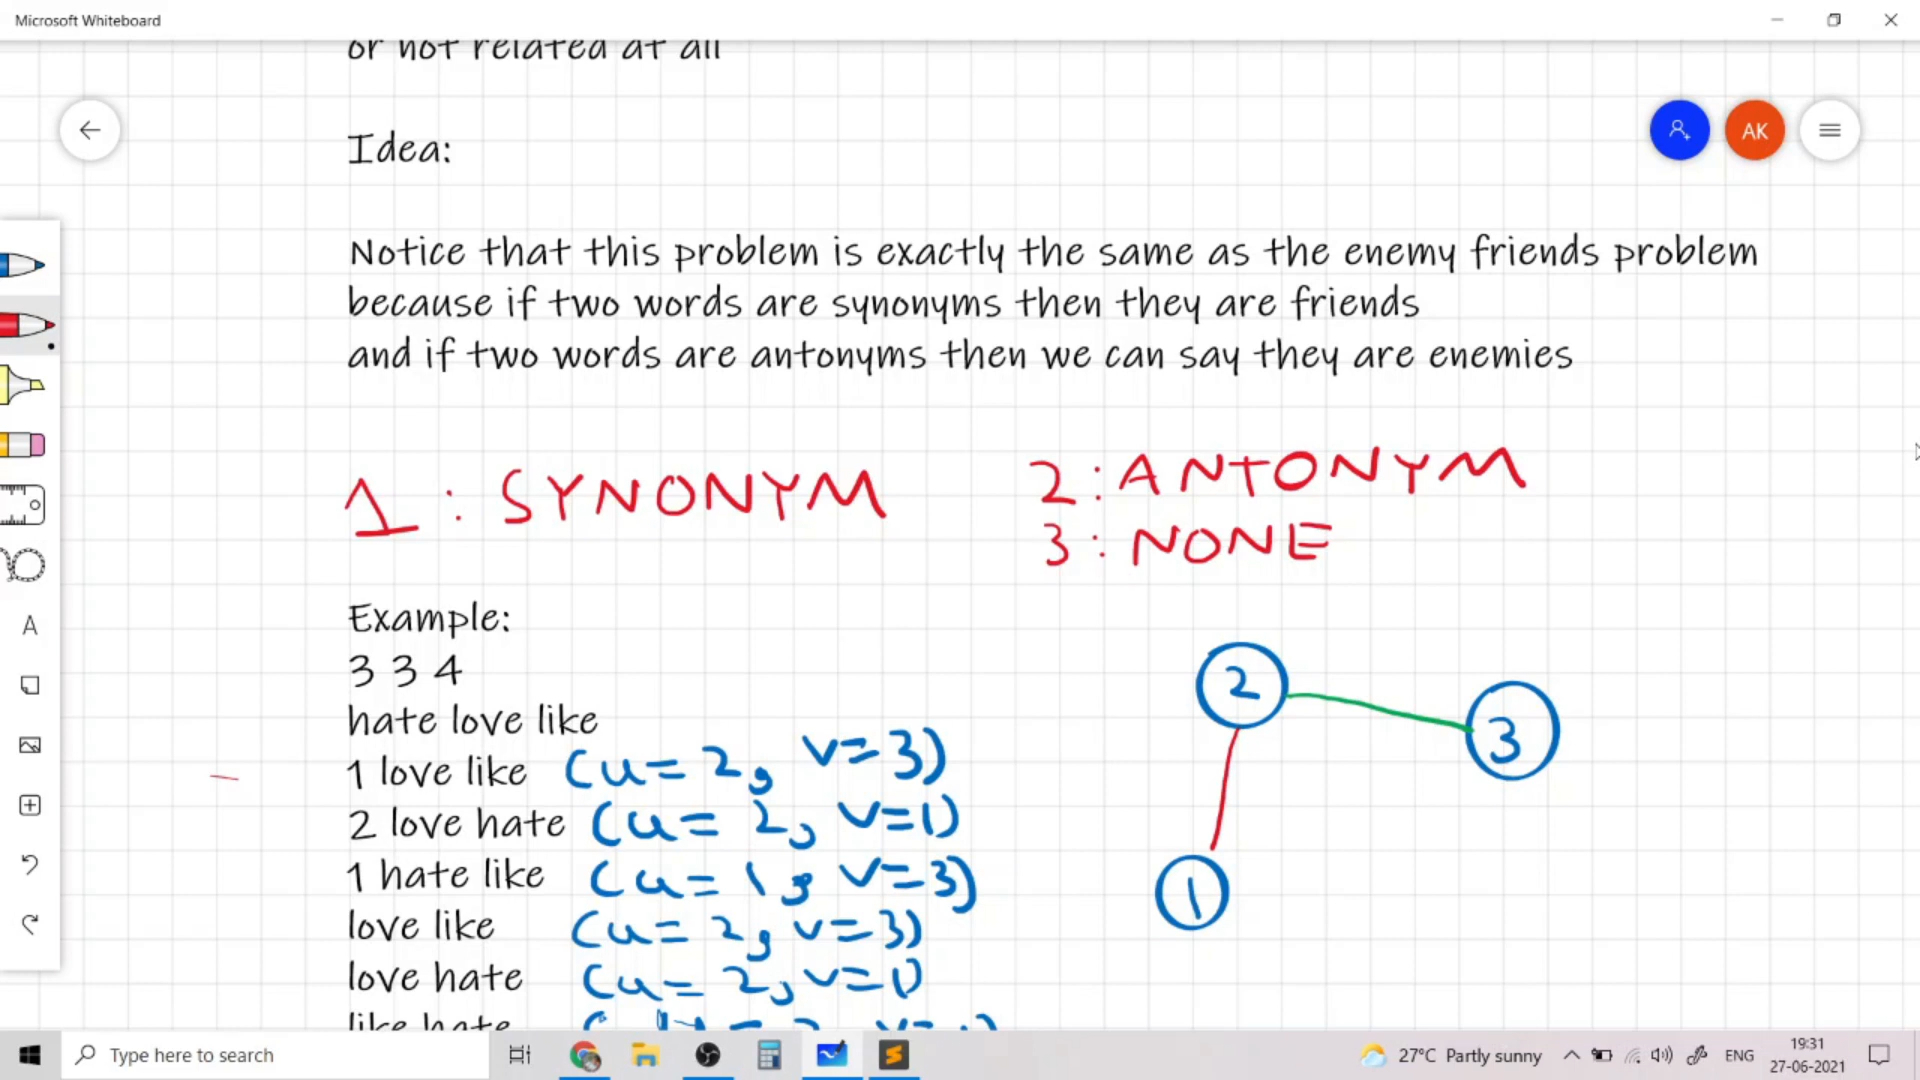 Microsoft Whiteboard
or not related at all
AK
Idea:
Notice that this problem is exactly the same as the enemy friends problem
because if two words are synonyms then they are friends
and if two words are antonyms then we can say they are enemies
1 : SYNONYM
2 : ANTONYM
3 : NONE
Example:
3 3 4
hate love like
1 love like (u = 2, v = 3)
2 love hate (u = 2, v = 1)
1 hate like (u = 1, v = 3)
love like (u = 2, v = 3)
love hate (u = 2, v = 1)
like hate
2
3
1
A
Type here to search
27°C Partly sunny
ENG
19:31
27-06-2021